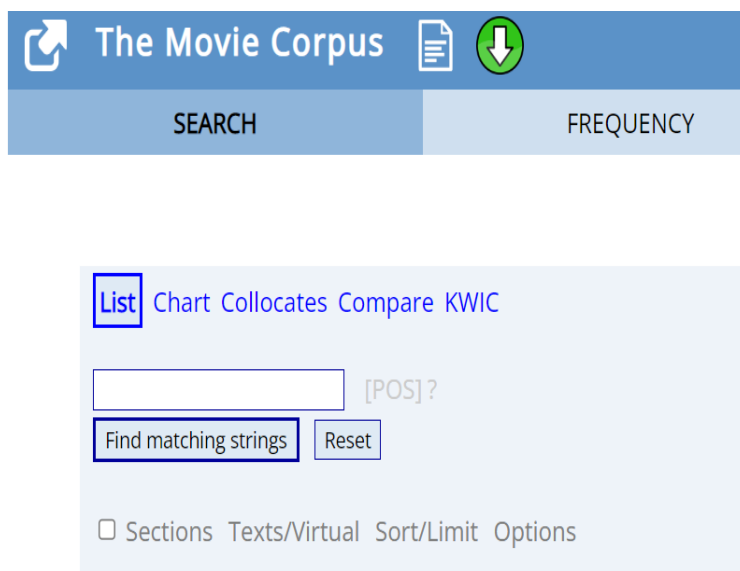 The Movie Corpus
SEARCH FREQUENCY
List Chart Collocates Compare KWIC
[POS] ?
Find matching strings Reset
Sections Texts/Virtual Sort/Limit Options